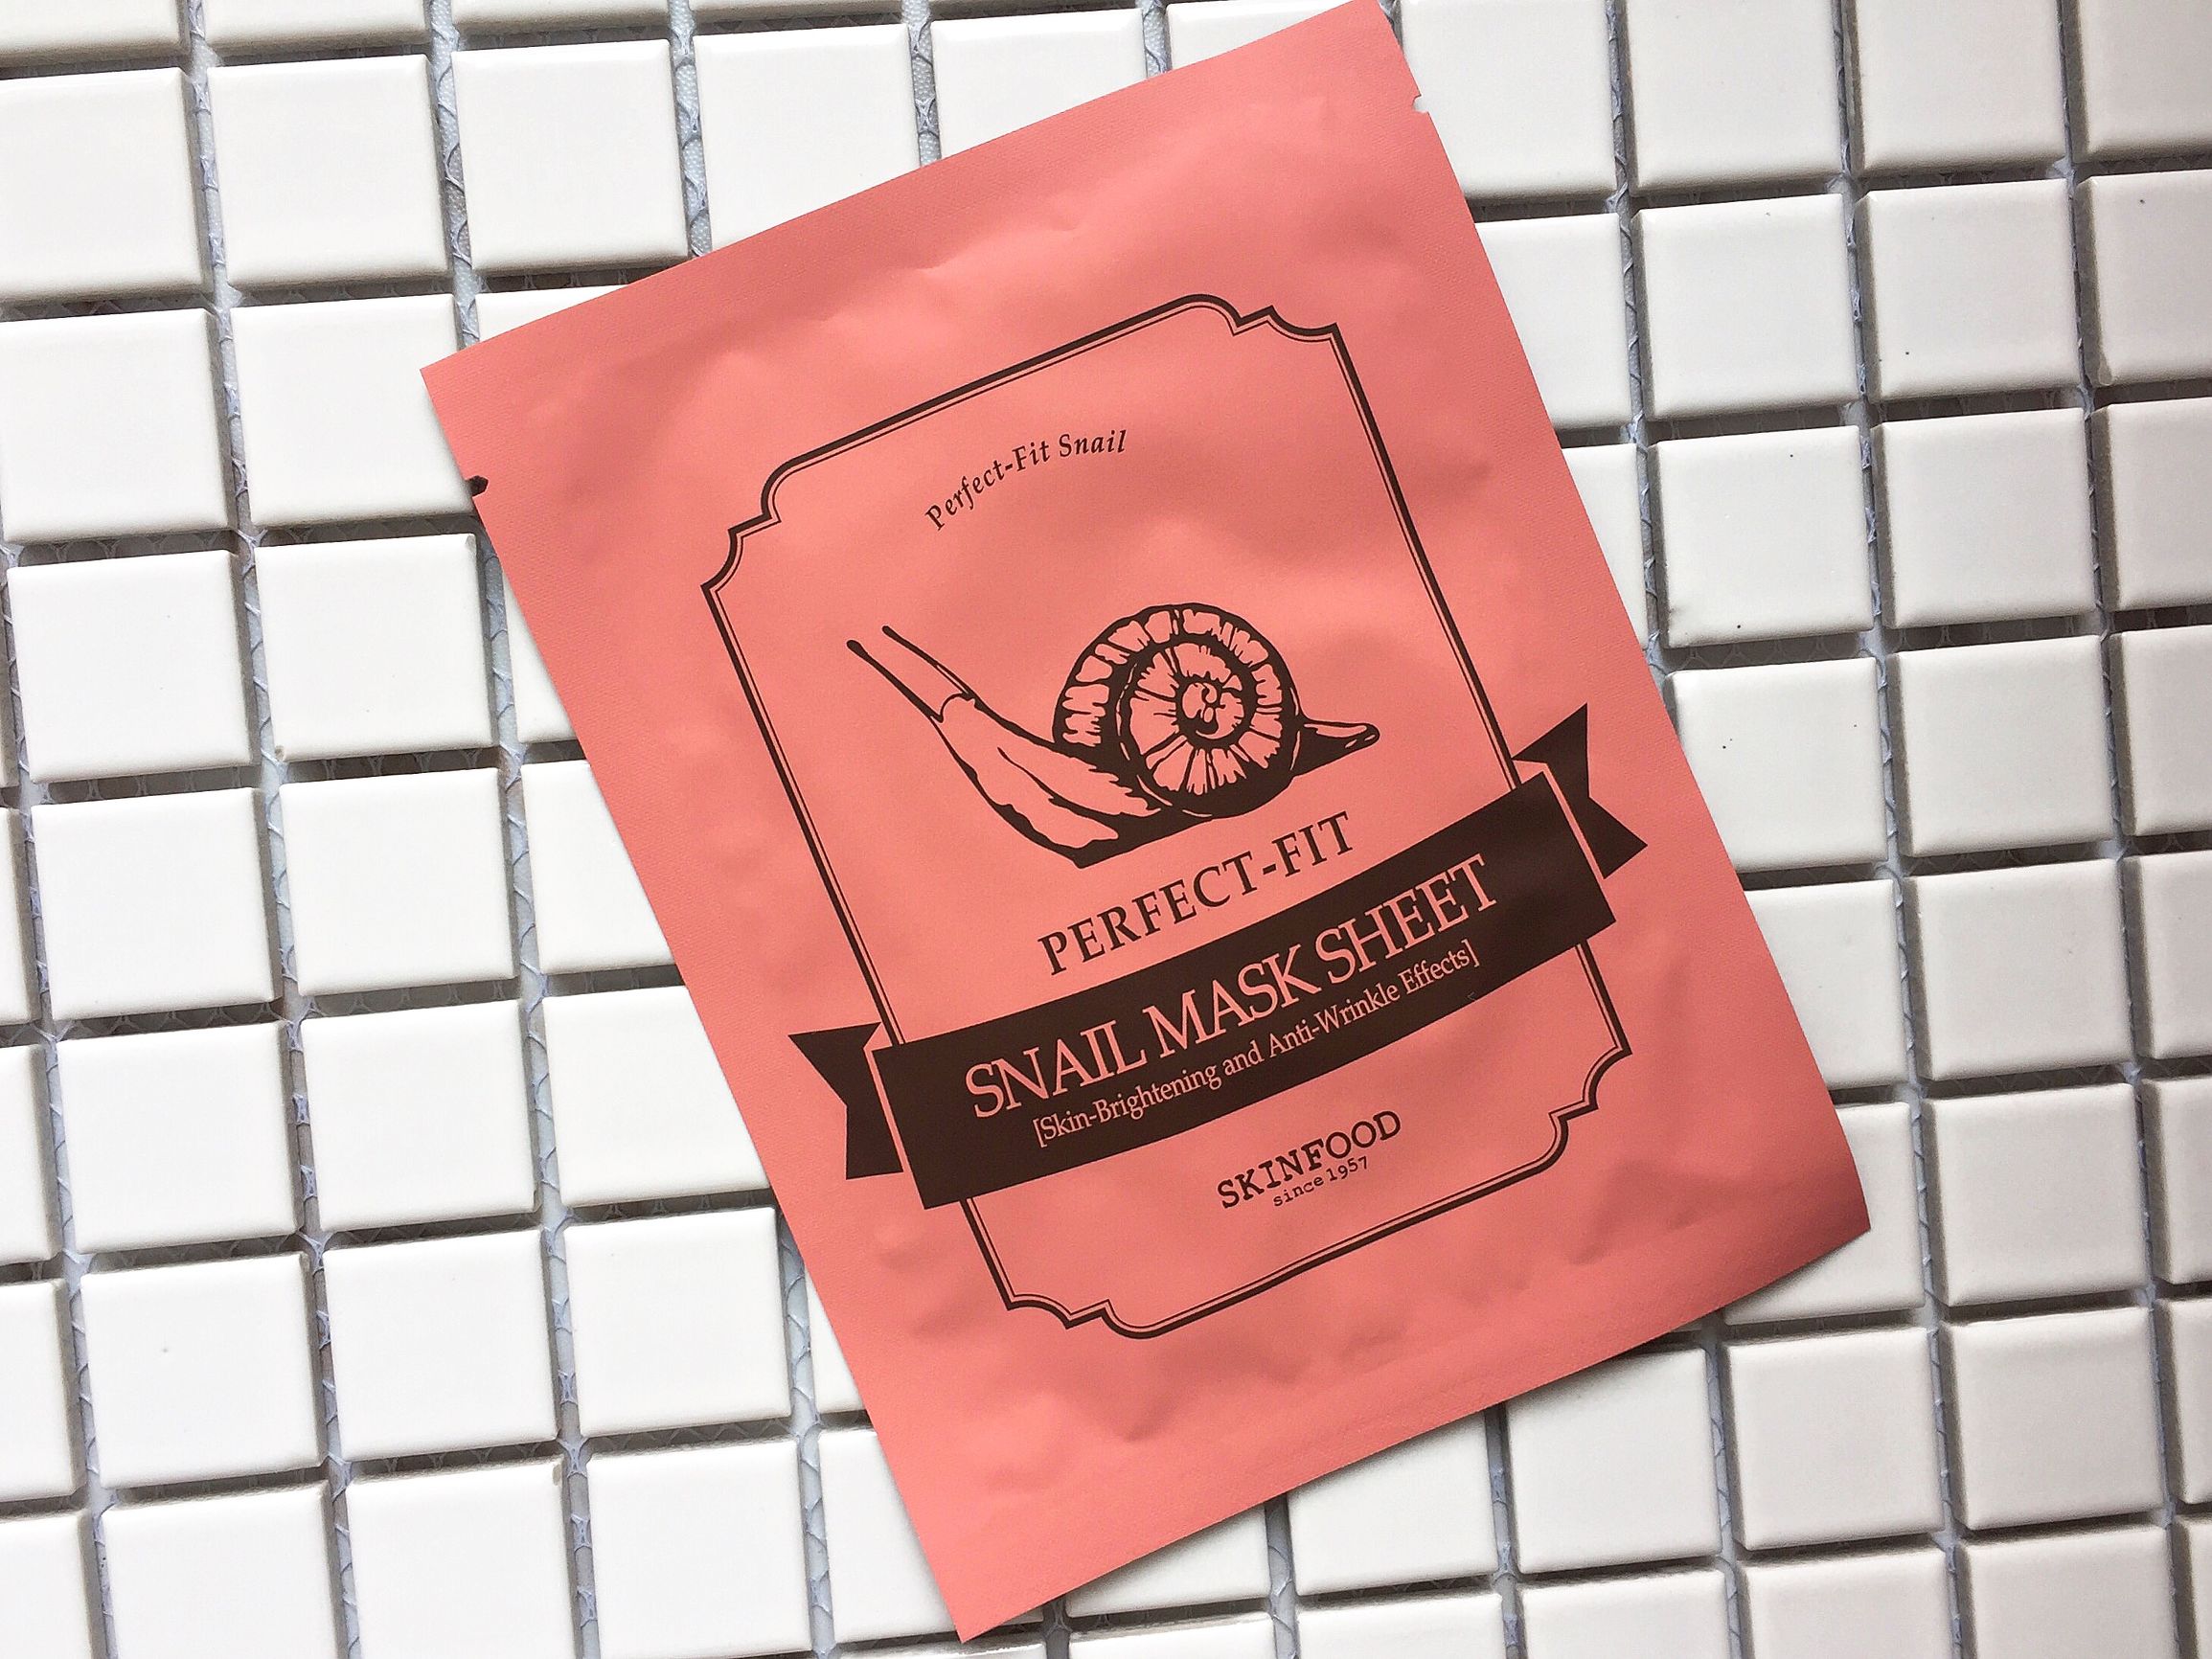 Perfect-Fit Snail
PERFECT-FIT
SNAIL MASK SHEET
[Skin-Brightening and Anti-Wrinkle Effects]
SKINFOOD
since 1957